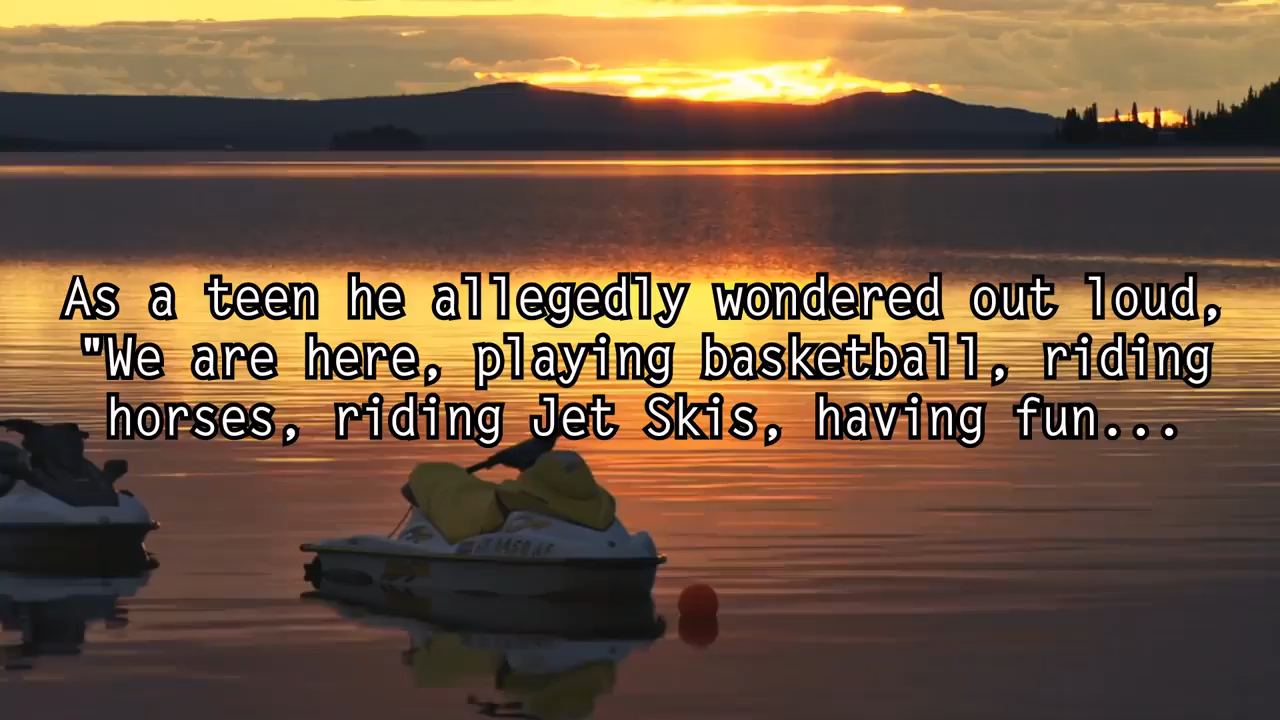 As a teen he allegedly wondered out loud,
"We are here, playing basketball, riding
horses, riding Jet Skis, having fun...